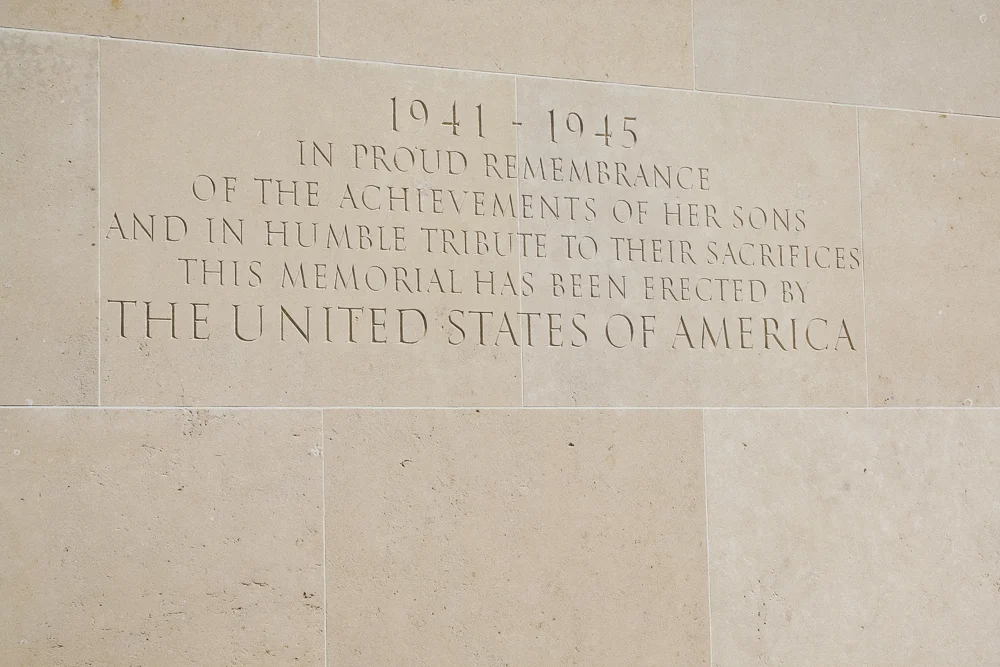 1941 - 1945
IN PROUD REMEMBRANCE
OF THE ACHIEVEMENTS OF HER SONS
AND IN HUMBLE TRIBUTE TO THEIR SACRIFICES
THIS MEMORIAL HAS BEEN ERECTED BY
THE UNITED STATES OF AMERICA